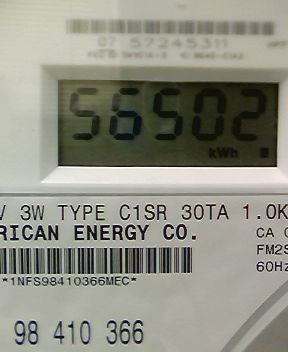 07 57245311
56502
kWh
V 3W TYPE C1SR 30TA 1.0K
RICAN ENERGY CO. CA
FM2S
60Hz
*1NFS98410366MEC*
98 410 366